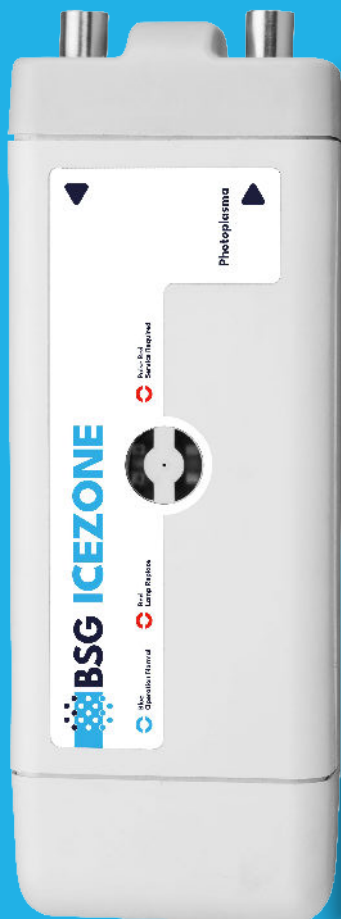 BSG ICEZONE
Blue
Operation Normal
Red
Lamp Replace
Pulse Red
Service Required
Photoplasma